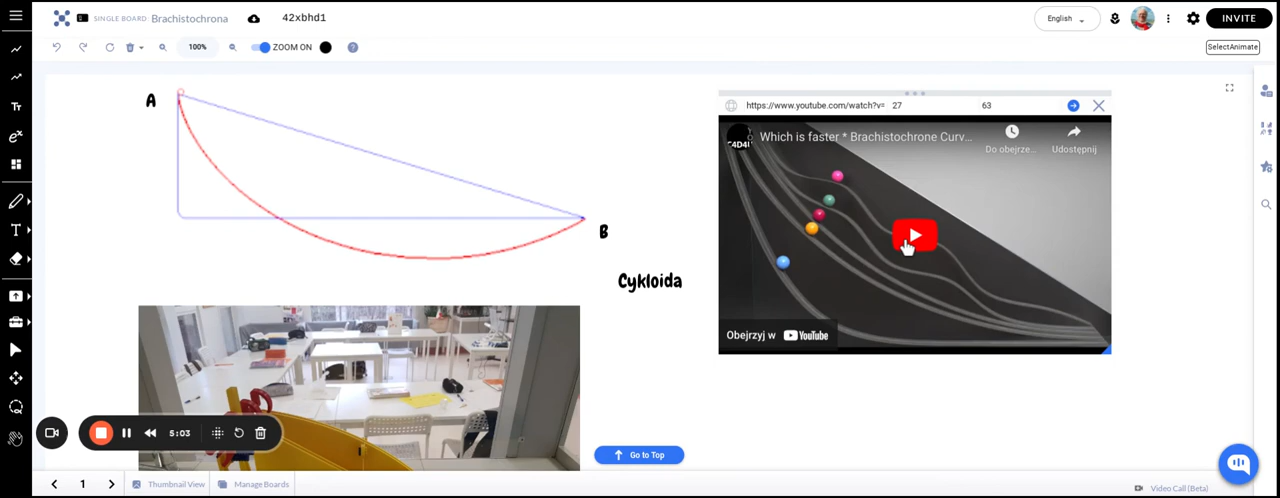 SINGLE BOARD: Brachistochrona
42xbhd1
English
INVITE
100%
ZOOM ON
SelectAnimate
A
B
Cykloida
https://www.youtube.com/watch?v= 27 63
Which is faster * Brachistochrone Curv...
Do obejrze...
Udostępnij
Obejrzyj w YouTube
5:03
Go to Top
1
Thumbnail View
Manage Boards
Video Call (Beta)